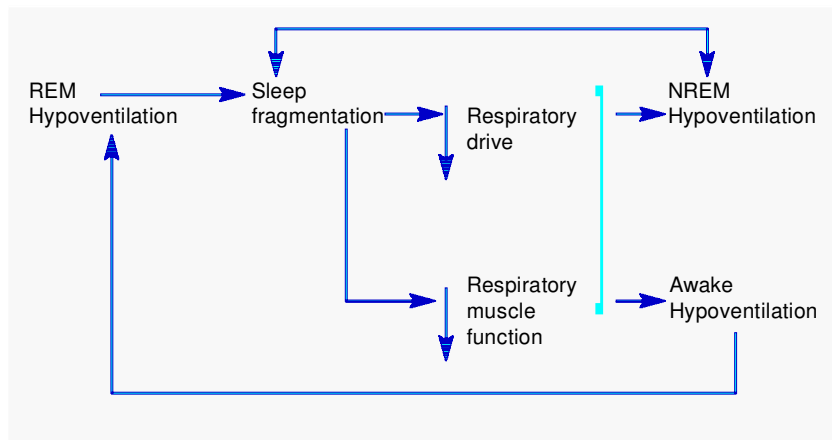 REM
Hypoventilation
Sleep
fragmentation
Respiratory
drive
NREM
Hypoventilation
Respiratory
muscle
function
Awake
Hypoventilation